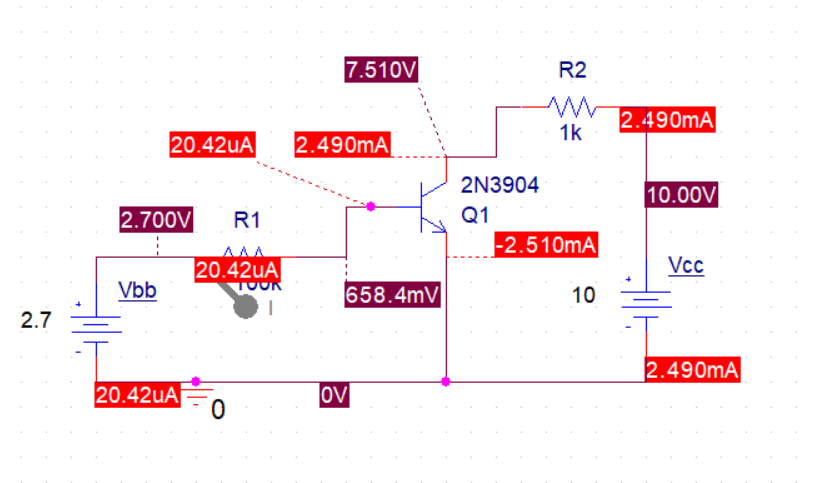 7.510V
R2
20.42uA
2.490mA
1k
2.490mA
2N3904
Q1
10.00V
2.700V
R1
-2.510mA
20.42uA
100k
I
Vbb
658.4mV
Vcc
10
+
-
2.7
+
-
20.42uA
0
0V
2.490mA